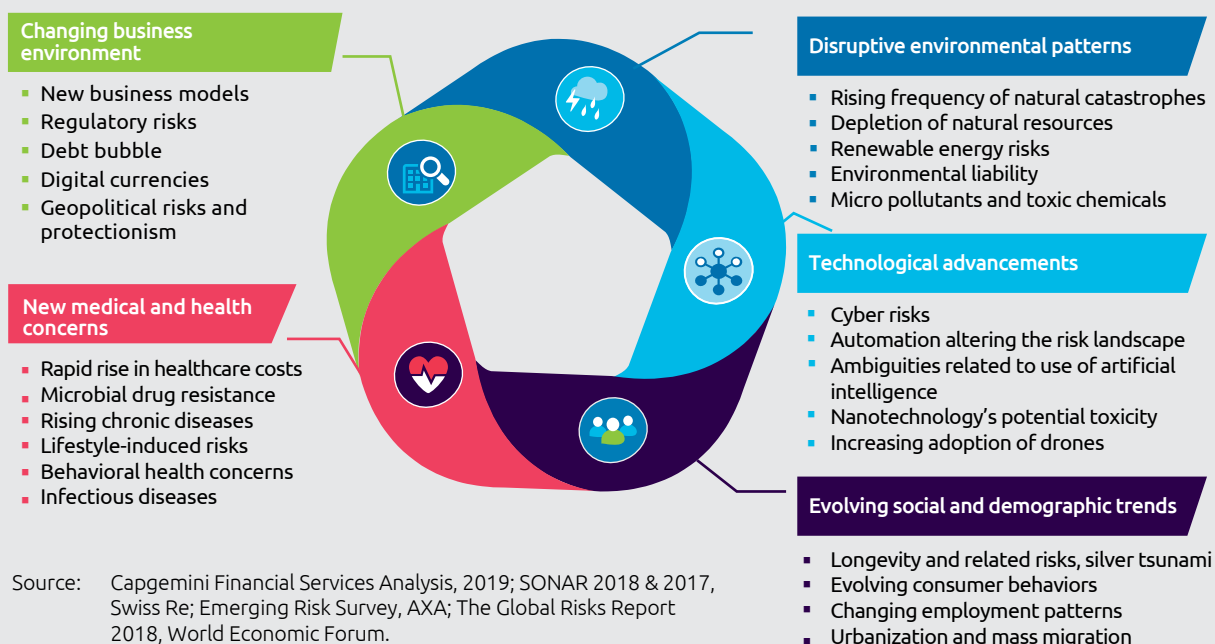 Changing business
environment
▪ New business models
▪ Regulatory risks
▪ Debt bubble
▪ Digital currencies
▪ Geopolitical risks and
protectionism
New medical and health
concerns
▪ Rapid rise in healthcare costs
▪ Microbial drug resistance
▪ Rising chronic diseases
▪ Lifestyle-induced risks
▪ Behavioral health concerns
▪ Infectious diseases
Disruptive environmental patterns
▪ Rising frequency of natural catastrophes
▪ Depletion of natural resources
▪ Renewable energy risks
▪ Environmental liability
▪ Micro pollutants and toxic chemicals
Technological advancements
▪ Cyber risks
▪ Automation altering the risk landscape
▪ Ambiguities related to use of artificial
intelligence
▪ Nanotechnology’s potential toxicity
▪ Increasing adoption of drones
Evolving social and demographic trends
▪ Longevity and related risks, silver tsunami
▪ Evolving consumer behaviors
▪ Changing employment patterns
▪ Urbanization and mass migration
Source: Capgemini Financial Services Analysis, 2019; SONAR 2018 & 2017,
Swiss Re; Emerging Risk Survey, AXA; The Global Risks Report
2018, World Economic Forum.